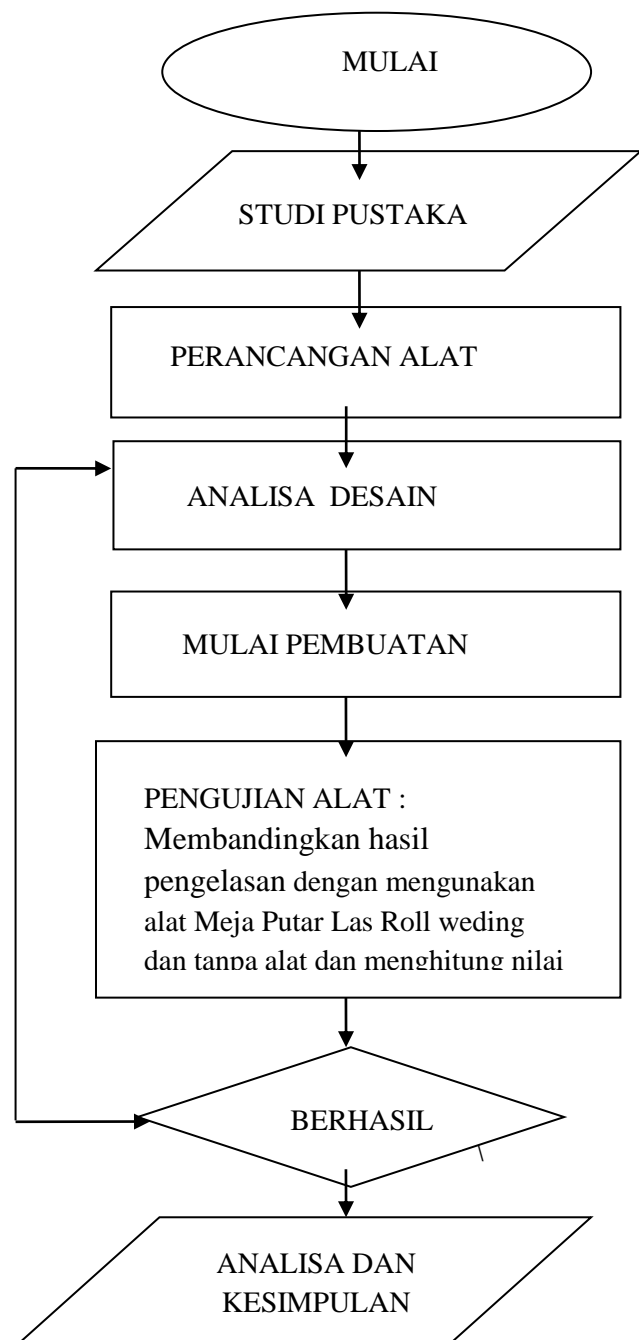 MULAI
STUDI PUSTAKA
PERANCANGAN ALAT
ANALISA DESAIN
MULAI PEMBUATAN
PENGUJIAN ALAT :
Membandingkan hasil
pengelasan dengan mengunakan
alat Meja Putar Las Roll weding
dan tanpa alat dan menghitung nilai
BERHASIL
ANALISA DAN
KESIMPULAN